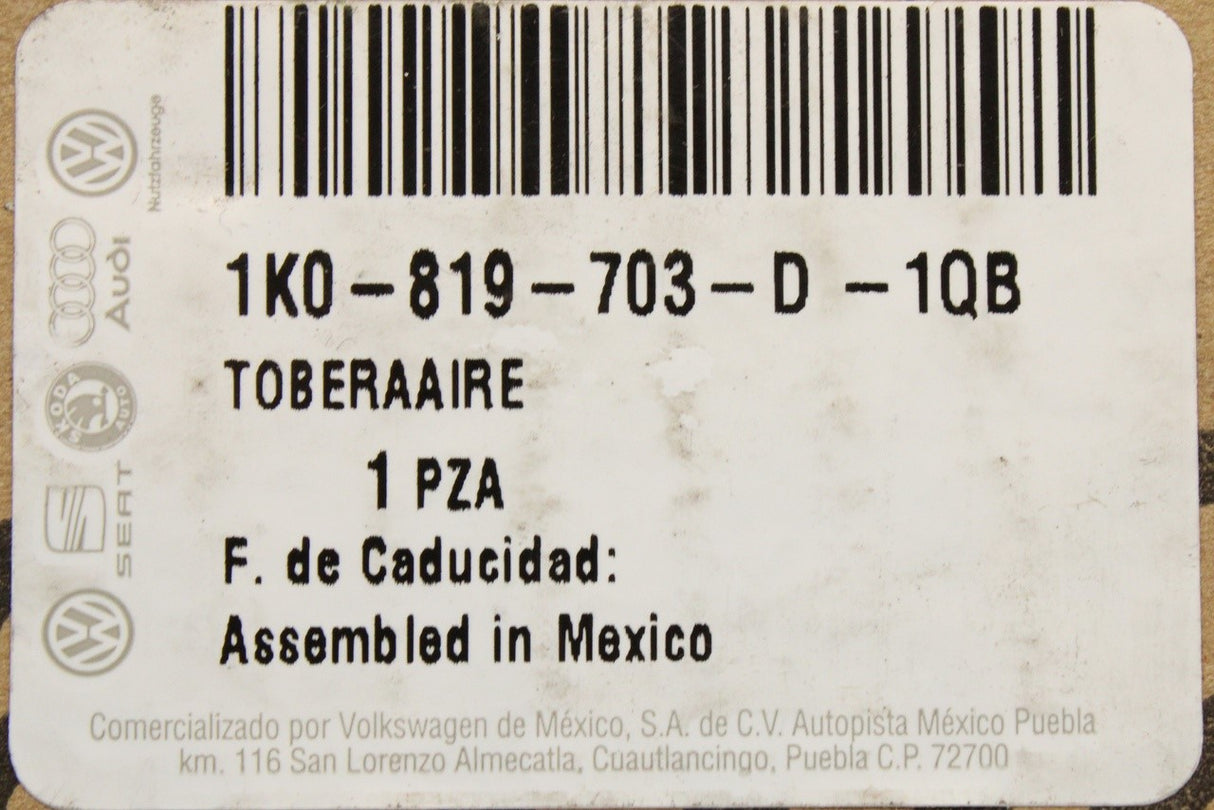 1K0-819-703-D -1QB
TOBERAAIRE
1 PZA
F. de Caducidad:
Assembled in Mexico
Comercializado por Volkswagen de México, S.A. de C.V. Autopista México Puebla
km. 116 San Lorenzo Almecatla, Cuautlancingo, Puebla C.P. 72700
Nutzfahrzeuge
Audi
SKODA AUTO
SEAT